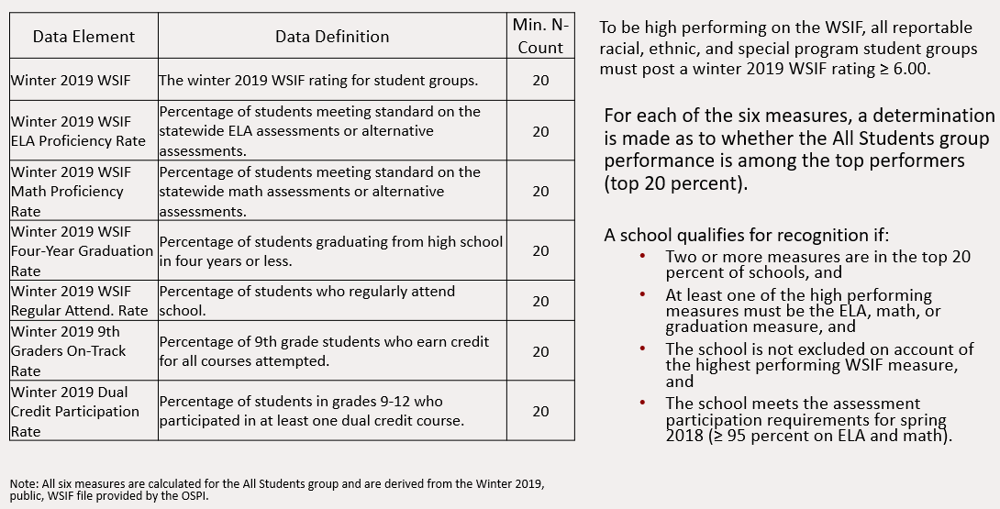 Data Element
Data Definition
Min. N-
Count
Winter 2019 WSIF
The winter 2019 WSIF rating for student groups.
20
Winter 2019 WSIF
ELA Proficiency Rate
Percentage of students meeting standard on the
statewide ELA assessments or alternative
assessments.
20
Winter 2019 WSIF
Math Proficiency
Rate
Percentage of students meeting standard on the
statewide math assessments or alternative
assessments.
20
Winter 2019 WSIF
Four-Year Graduation
Rate
Percentage of students graduating from high school
in four years or less.
20
Winter 2019 WSIF
Regular Attend. Rate
Percentage of students who regularly attend
school.
20
Winter 2019 9th
Graders On-Track
Rate
Percentage of 9th grade students who earn credit
for all courses attempted.
20
Winter 2019 Dual
Credit Participation
Rate
Percentage of students in grades 9-12 who
participated in at least one dual credit course.
20
Note: All six measures are calculated for the All Students group and are derived from the Winter 2019,
public, WSIF file provided by the OSPI.
To be high performing on the WSIF, all reportable
racial, ethnic, and special program student groups
must post a winter 2019 WSIF rating ≥ 6.00.
For each of the six measures, a determination
is made as to whether the All Students group
performance is among the top performers
(top 20 percent).
A school qualifies for recognition if:
• Two or more measures are in the top 20
percent of schools, and
• At least one of the high performing
measures must be the ELA, math, or
graduation measure, and
• The school is not excluded on account of
the highest performing WSIF measure,
and
• The school meets the assessment
participation requirements for spring
2018 (≥ 95 percent on ELA and math).